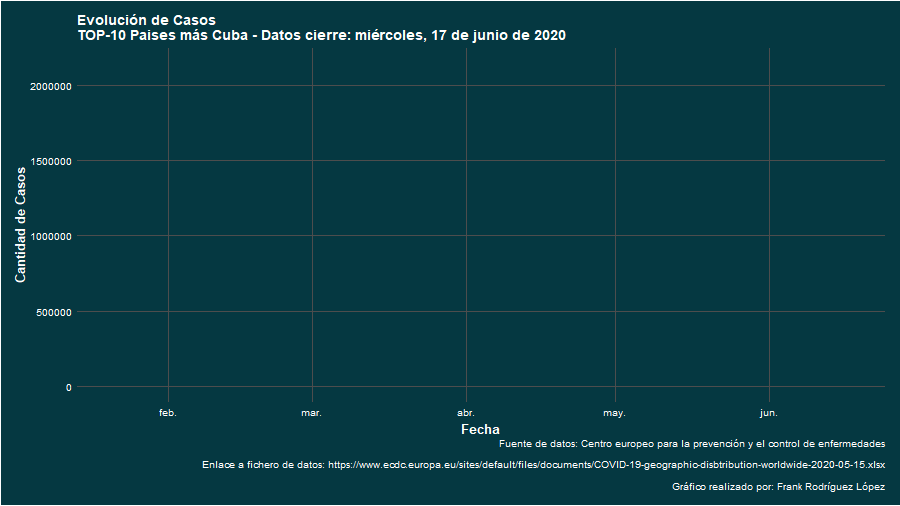 Evolución de Casos
TOP-10 Paises más Cuba - Datos cierre: miércoles, 17 de junio de 2020
Cantidad de Casos
2000000
1500000
1000000
500000
0
feb.
mar.
abr.
may.
jun.
Fecha
Fuente de datos: Centro europeo para la prevención y el control de enfermedades
Enlace a fichero de datos: https://www.ecdc.europa.eu/sites/default/files/documents/COVID-19-geographic-disbtribution-worldwide-2020-05-15.xlsx
Gráfico realizado por: Frank Rodríguez López